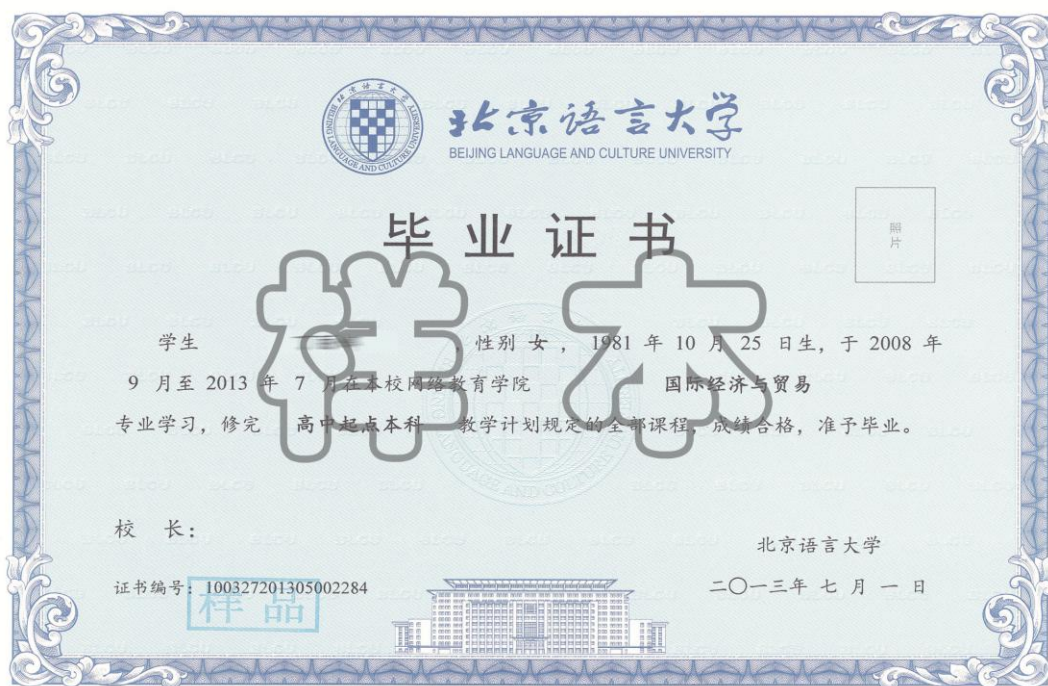 北京语言大学
BEIJING LANGUAGE AND CULTURE UNIVERSITY
毕业证书
照片
样本
学生 ，性别 女 ， 1981 年 10 月 25 日生，于 2008 年
9 月至 2013 年 7 月在本校网络教育学院 国际经济与贸易
专业学习，修完 高中起点本科 教学计划规定的全部课程，成绩合格，准予毕业。
校 长：
北京语言大学
证书编号：100327201305002284
二〇一三年 七 月 一 日
样品